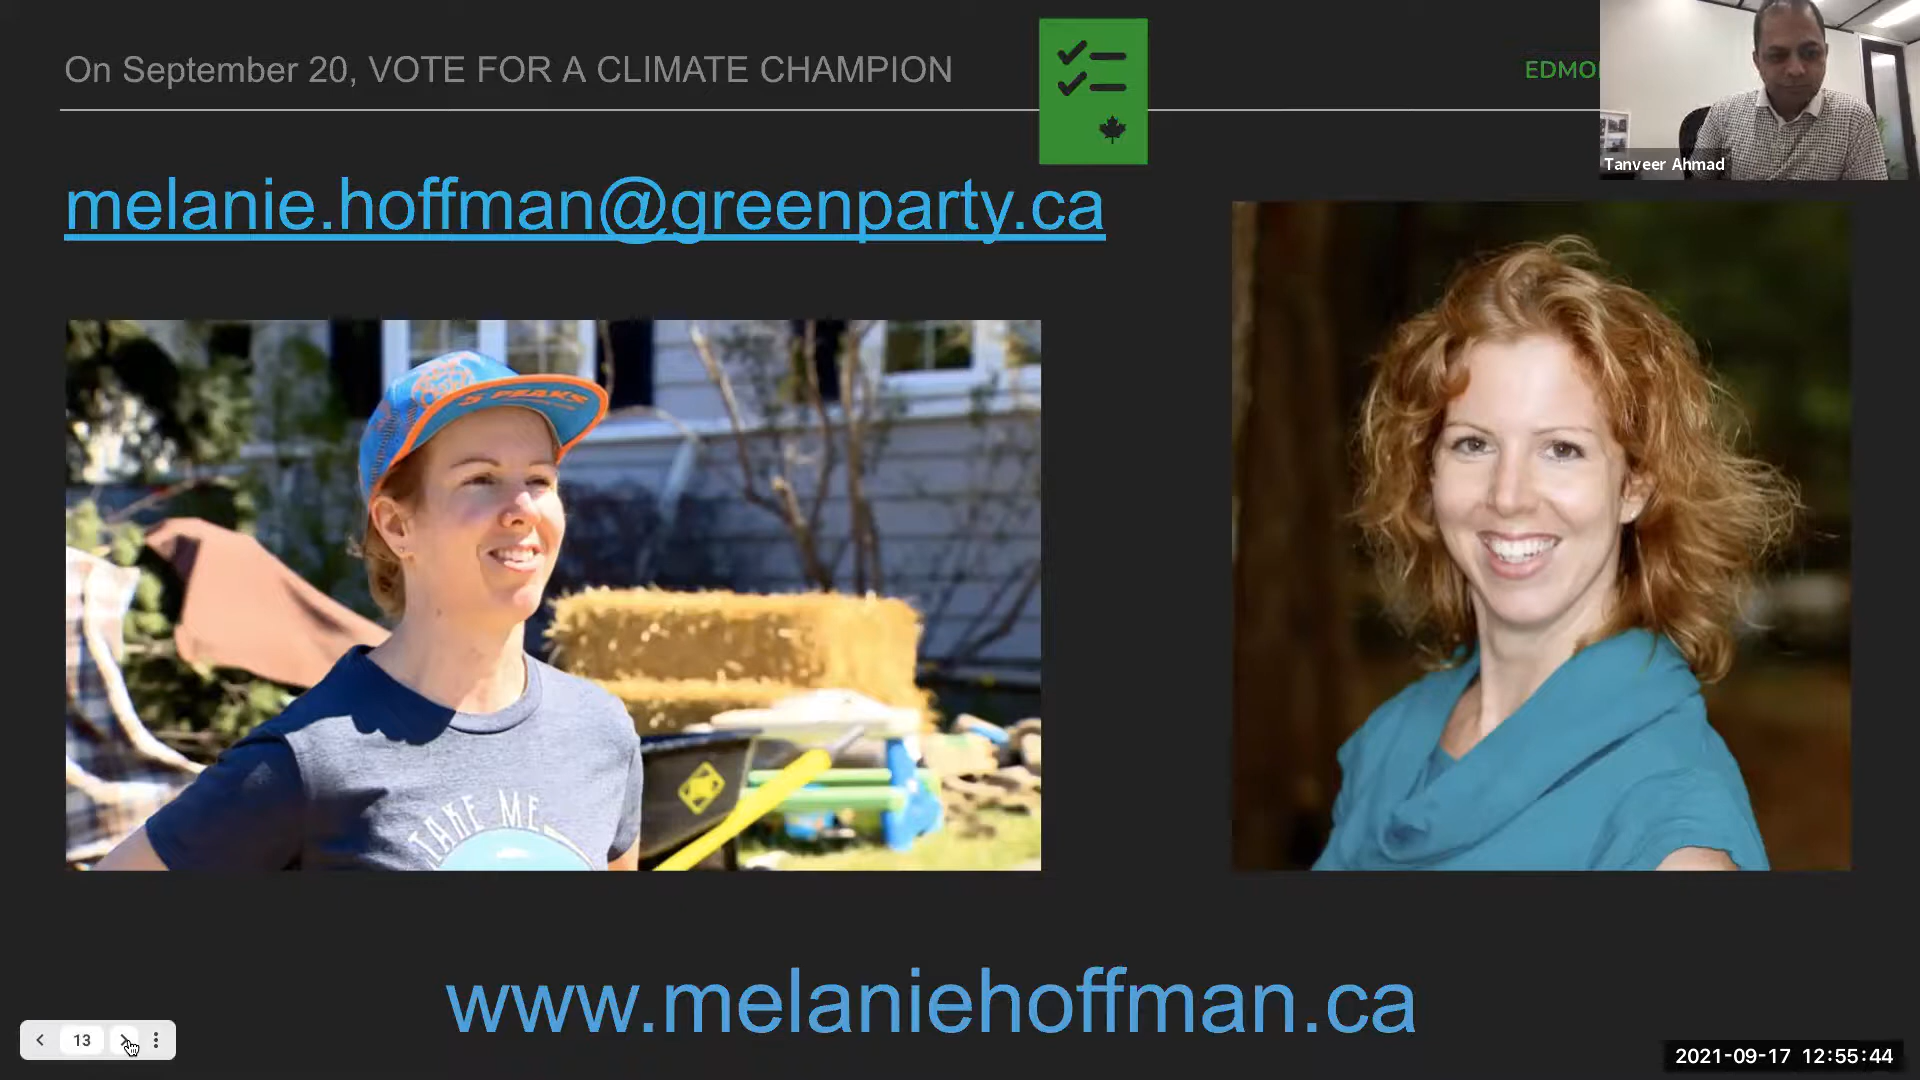 On September 20, VOTE FOR A CLIMATE CHAMPION
EDMO
Tanveer Ahmad
melanie.hoffman@greenparty.ca
5 PEAKS
TAKE ME
www.melaniehoffman.ca
13
2021-09-17 12:55:44